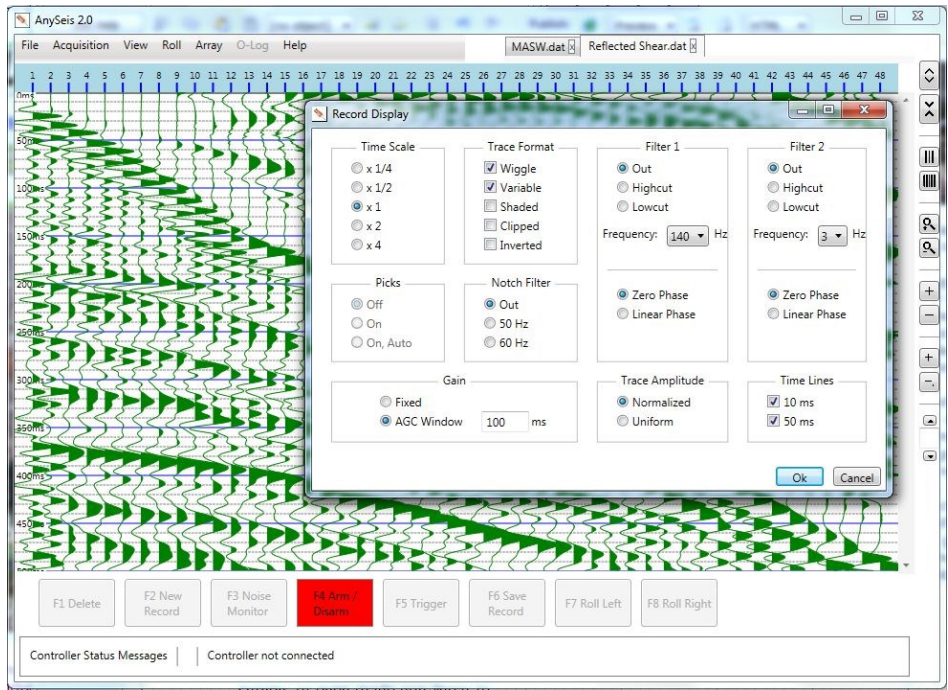 AnySeis 2.0
File Acquisition View Roll Array O-Log Help
MASW.dat Reflected Shear.dat
1 2 3 4 5 6 7 8 9 10 11 12 13 14 15 16 17 18 19 20 21 22 23 24 25 26 27 28 29 30 31 32 33 35 36 37 38 39 40 41 42 43 44 45 46 47 48
0ms
50ms
100ms
150ms
200ms
250ms
300ms
350ms
400ms
450ms
500ms
Record Display
Time Scale
x 1/4
x 1/2
x 1
x 2
x 4
Trace Format
Wiggle
Variable
Shaded
Clipped
Inverted
Filter 1
Out
Highcut
Lowcut
Frequency: 140 Hz
Zero Phase
Linear Phase
Filter 2
Out
Highcut
Lowcut
Frequency: 3 Hz
Zero Phase
Linear Phase
Picks
Off
On
On, Auto
Notch Filter
Out
50 Hz
60 Hz
Gain
Fixed
AGC Window 100 ms
Trace Amplitude
Normalized
Uniform
Time Lines
10 ms
50 ms
Ok Cancel
F1 Delete
F2 New
Record
F3 Noise
Monitor
F4 Arm /
Disarm
F5 Trigger
F6 Save
Record
F7 Roll Left
F8 Roll Right
Controller Status Messages Controller not connected